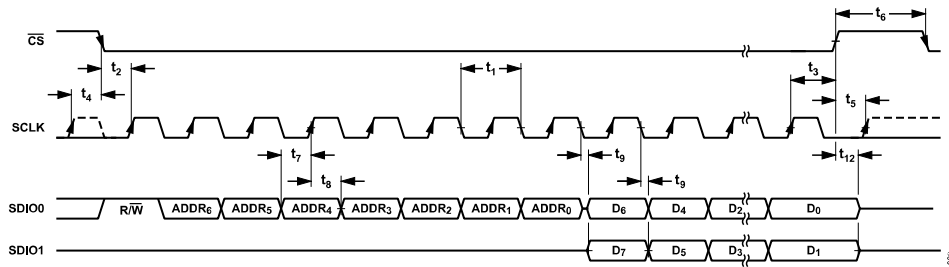 t6
CS
t2
t1
t3
t4
t5
SCLK
t7
t9
t12
t8
t9
SDIO0
R/W
ADDR6
ADDR5
ADDR4
ADDR3
ADDR2
ADDR1
ADDR0
D6
D4
D2
D0
SDIO1
D7
D5
D3
D1